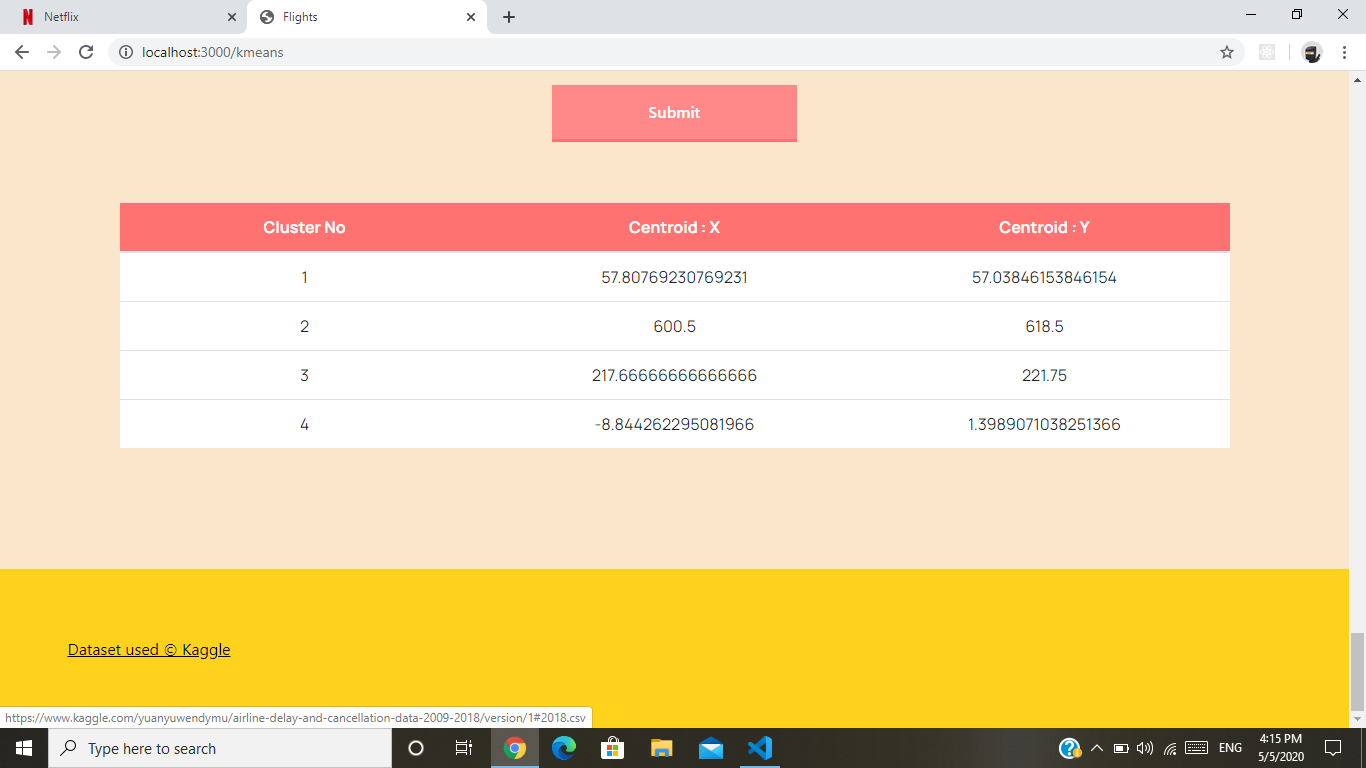 Netflix
Flights
localhost:3000/kmeans
Submit
Cluster No Centroid : X Centroid : Y
1 57.80769230769231 57.03846153846154
2 600.5 618.5
3 217.66666666666666 221.75
4 -8.844262295081966 1.3989071038251366
Dataset used © Kaggle
https://www.kaggle.com/yuanyuwendymu/airline-delay-and-cancellation-data-2009-2018/version/1#2018.csv
Type here to search
ENG
4:15 PM
5/5/2020